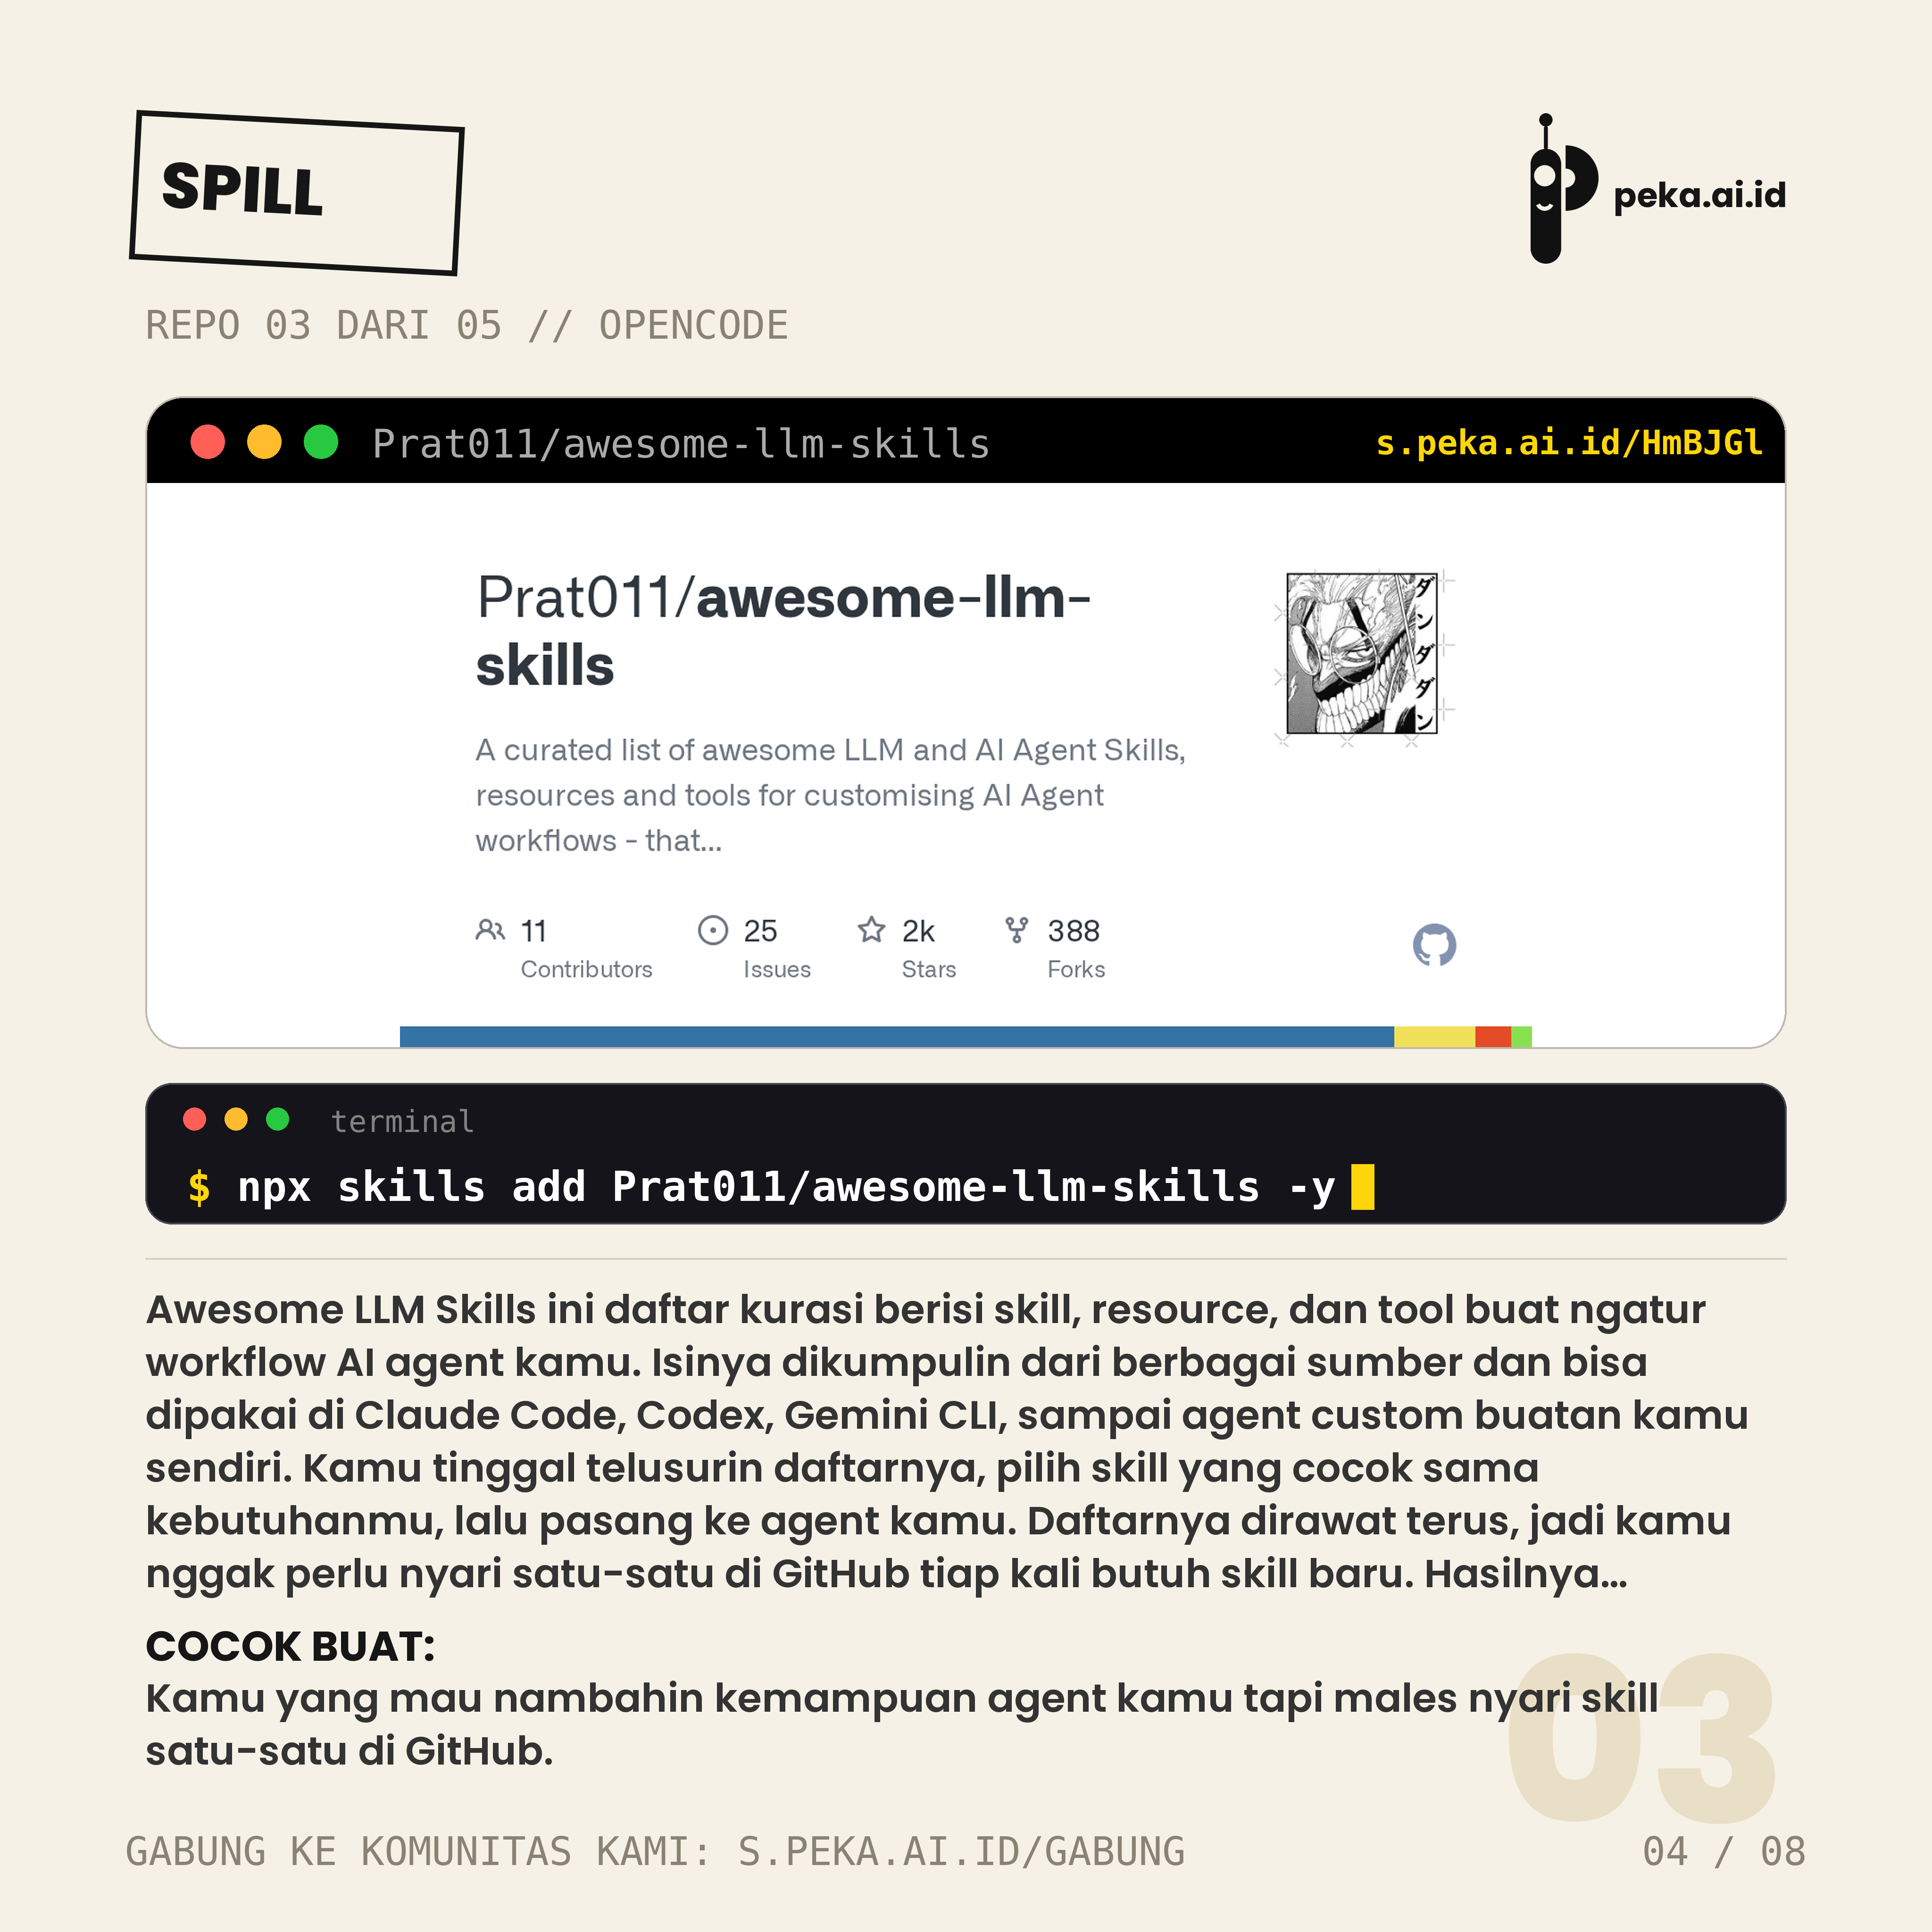 SPILL
peka.ai.id
REPO 03 DARI 05 // OPENCODE
Prat011/awesome-llm-skills
s.peka.ai.id/HmBJGl
Prat011/awesome-llm-
skills
ダンダダン
A curated list of awesome LLM and AI Agent Skills,
resources and tools for customising AI Agent
workflows - that...
11
Contributors
25
Issues
2k
Stars
388
Forks
terminal
$ npx skills add Prat011/awesome-llm-skills -y
Awesome LLM Skills ini daftar kurasi berisi skill, resource, dan tool buat ngatur
workflow AI agent kamu. Isinya dikumpulin dari berbagai sumber dan bisa
dipakai di Claude Code, Codex, Gemini CLI, sampai agent custom buatan kamu
sendiri. Kamu tinggal telusurin daftarnya, pilih skill yang cocok sama
kebutuhanmu, lalu pasang ke agent kamu. Daftarnya dirawat terus, jadi kamu
nggak perlu nyari satu-satu di GitHub tiap kali butuh skill baru. Hasilnya...
COCOK BUAT:
Kamu yang mau nambahin kemampuan agent kamu tapi males nyari skill
satu-satu di GitHub.
03
GABUNG KE KOMUNITAS KAMI: S.PEKA.AI.ID/GABUNG
04 / 08